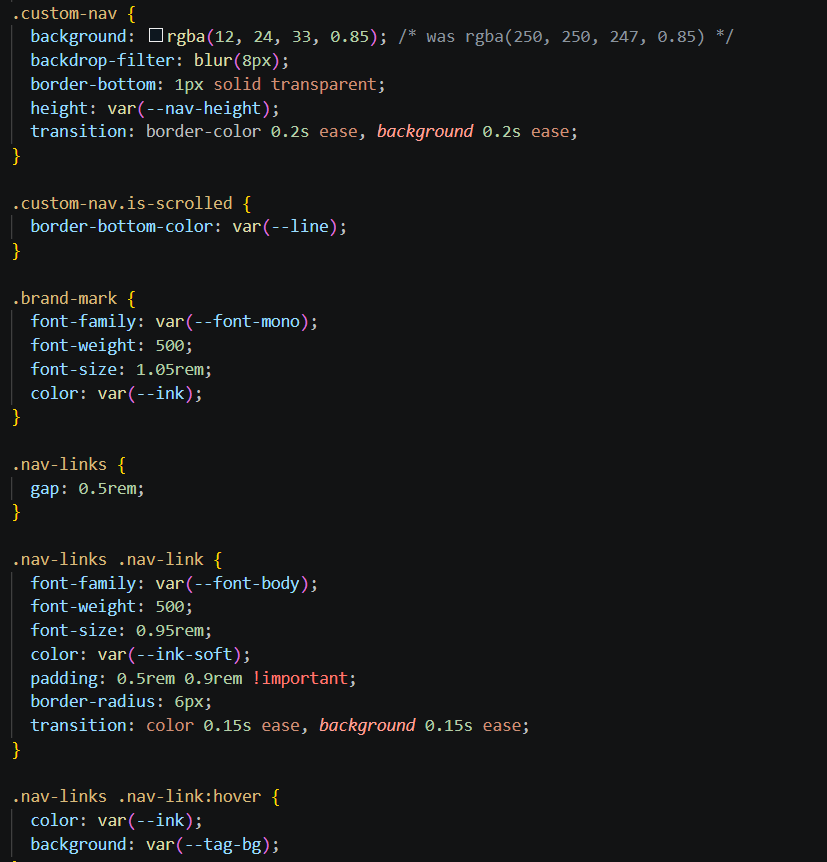 .custom-nav {
background: rgba(12, 24, 33, 0.85); /* was rgba(250, 250, 247, 0.85) */
backdrop-filter: blur(8px);
border-bottom: 1px solid transparent;
height: var(--nav-height);
transition: border-color 0.2s ease, background 0.2s ease;
}
.custom-nav.is-scrolled {
border-bottom-color: var(--line);
}
.brand-mark {
font-family: var(--font-mono);
font-weight: 500;
font-size: 1.05rem;
color: var(--ink);
}
.nav-links {
gap: 0.5rem;
}
.nav-links .nav-link {
font-family: var(--font-body);
font-weight: 500;
font-size: 0.95rem;
color: var(--ink-soft);
padding: 0.5rem 0.9rem !important;
border-radius: 6px;
transition: color 0.15s ease, background 0.15s ease;
}
.nav-links .nav-link:hover {
color: var(--ink);
background: var(--tag-bg);